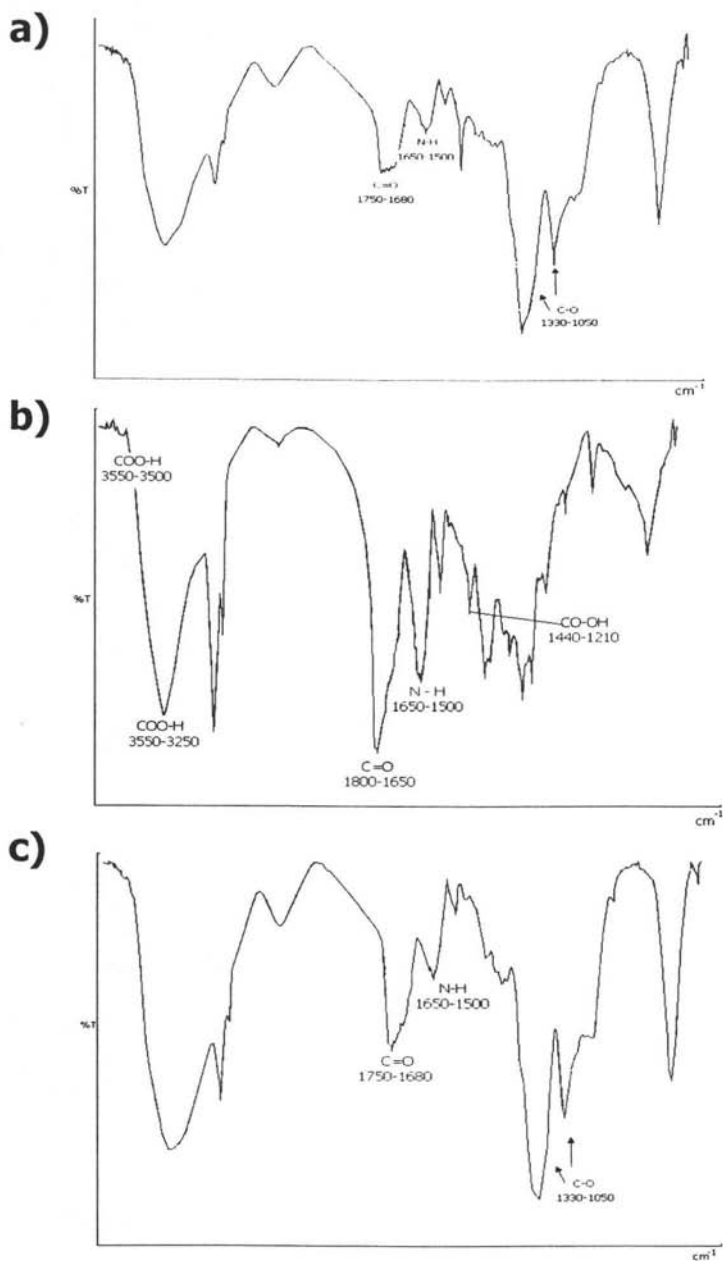 a)
%T
C=O
1750-1680
N-H
1650-1500
C-O
1330-1050
cm-1
b)
COO-H
3550-3500
%T
COO-H
3550-3250
C=O
1800-1650
N - H
1650-1500
CO-OH
1440-1210
cm-1
c)
%T
C=O
1750-1680
N-H
1650-1500
C-O
1330-1050
cm-1